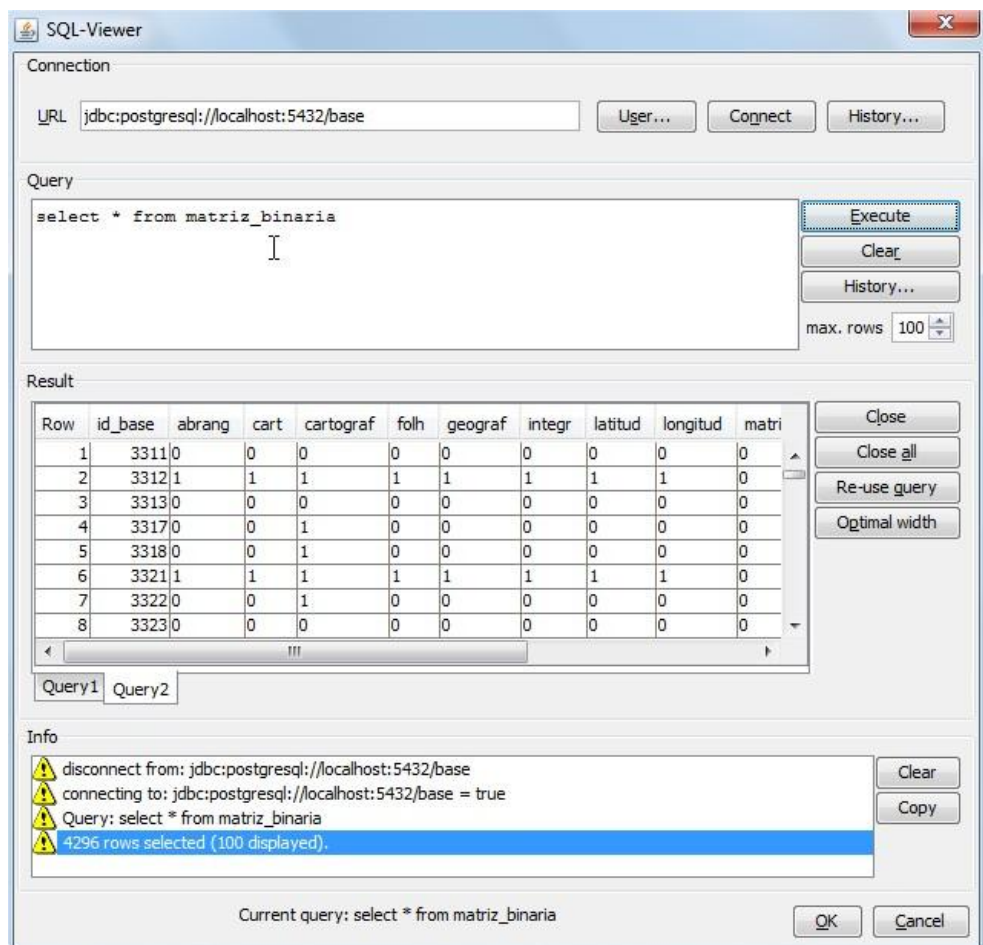 SQL-Viewer
Connection
URL jdbc:postgresql://localhost:5432/base User... Connect History...
Query
select * from matriz_binaria
Execute
Clear
History...
max. rows 100
Result
Row id_base abrang cart cartograf folh geograf integr latitud longitud matri
1 3311 0 0 0 0 0 0 0 0 0
2 3312 1 1 1 1 1 1 1 1 0
3 3313 0 0 0 0 0 0 0 0 0
4 3317 0 0 1 0 0 0 0 0 0
5 3318 0 0 1 0 0 0 0 0 0
6 3321 1 1 1 1 1 1 1 1 0
7 3322 0 0 1 0 0 0 0 0 0
8 3323 0 0 0 0 0 0 0 0 0
Close
Close all
Re-use query
Optimal width
Query1 Query2
Info
disconnect from: jdbc:postgresql://localhost:5432/base
connecting to: jdbc:postgresql://localhost:5432/base = true
Query: select * from matriz_binaria
4296 rows selected (100 displayed).
Clear
Copy
Current query: select * from matriz_binaria
OK Cancel